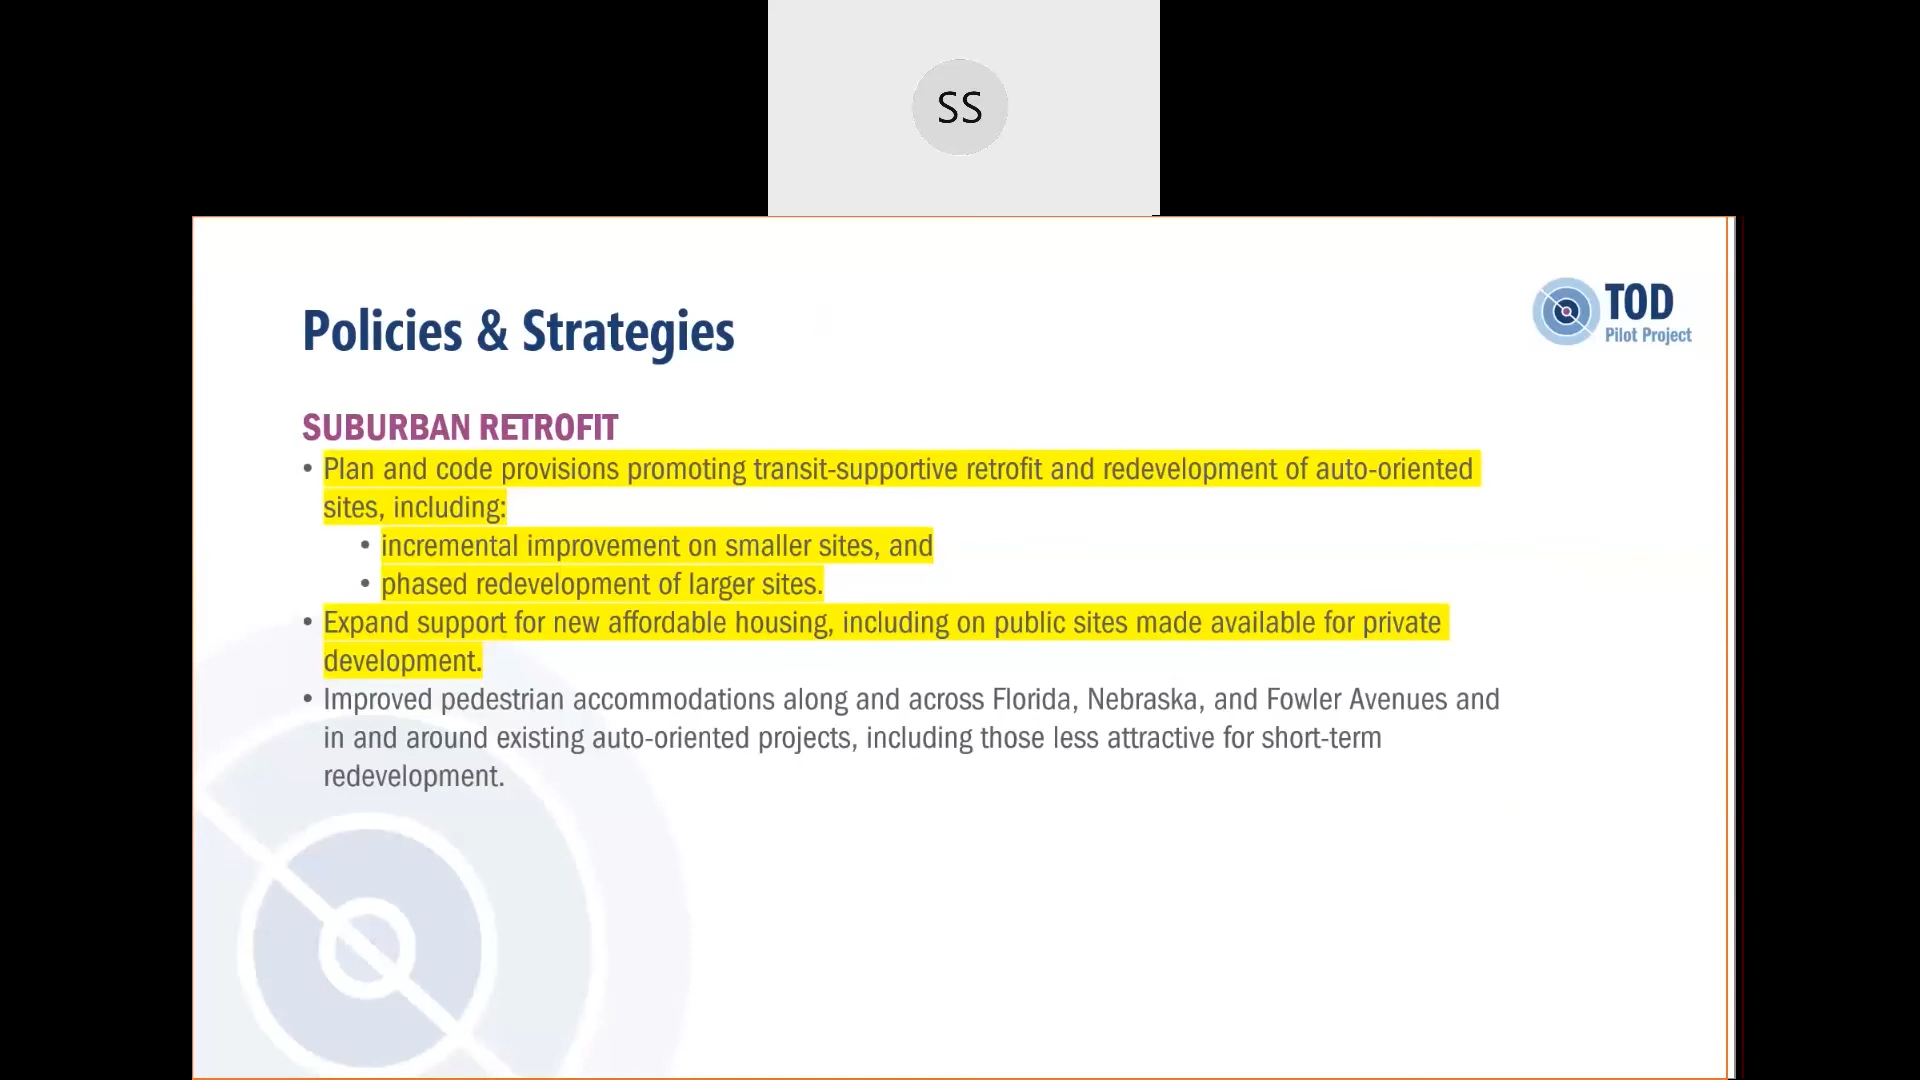 SS
TOD
Pilot Project
Policies & Strategies
SUBURBAN RETROFIT
• Plan and code provisions promoting transit-supportive retrofit and redevelopment of auto-oriented
sites, including:
• incremental improvement on smaller sites, and
• phased redevelopment of larger sites.
• Expand support for new affordable housing, including on public sites made available for private
development.
• Improved pedestrian accommodations along and across Florida, Nebraska, and Fowler Avenues and
in and around existing auto-oriented projects, including those less attractive for short-term
redevelopment.